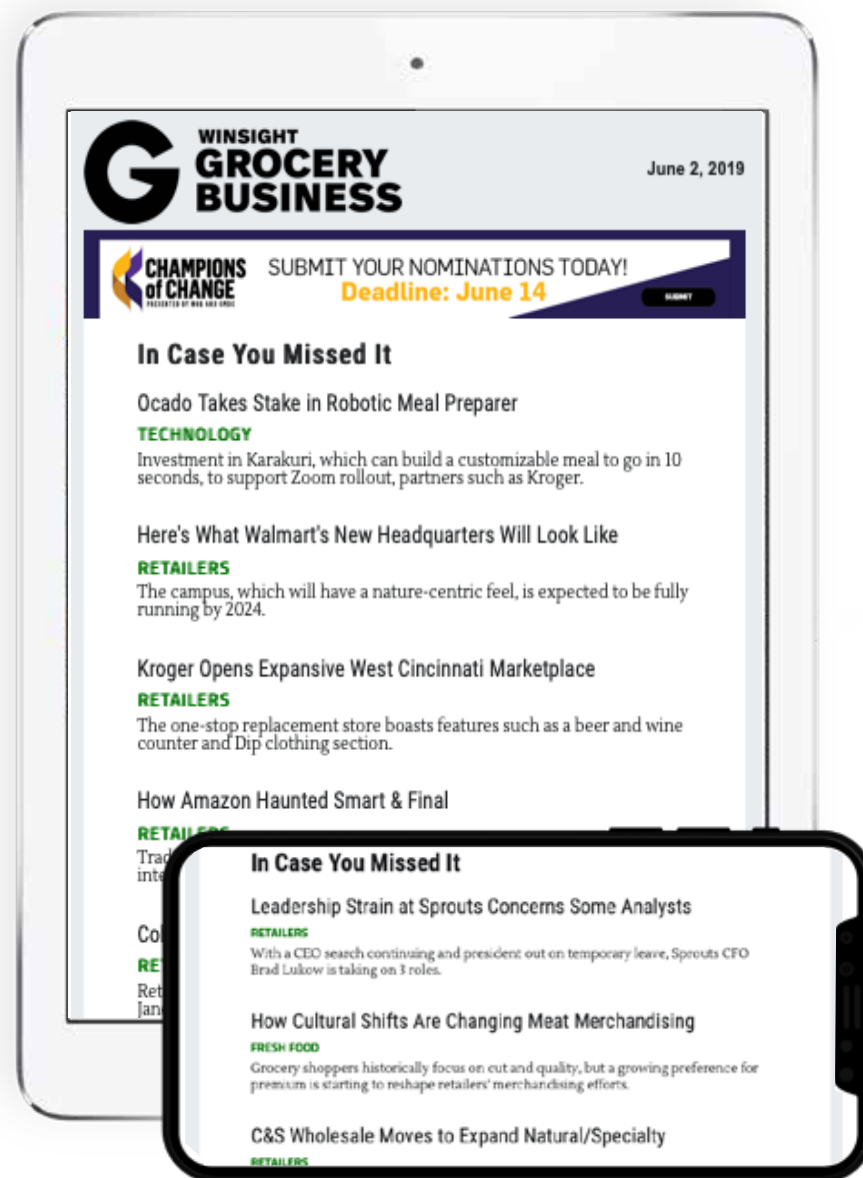 WINSIGHT
GROCERY
BUSINESS
June 2, 2019
CHAMPIONS
of CHANGE
SUBMIT YOUR NOMINATIONS TODAY!
Deadline: June 14
SUBMIT
In Case You Missed It
Ocado Takes Stake in Robotic Meal Preparer
TECHNOLOGY
Investment in Karakuri, which can build a customizable meal to go in 10
seconds, to support Zoom rollout, partners such as Kroger.
Here's What Walmart's New Headquarters Will Look Like
RETAILERS
The campus, which will have a nature-centric feel, is expected to be fully
running by 2024.
Kroger Opens Expansive West Cincinnati Marketplace
RETAILERS
The one-stop replacement store boasts features such as a beer and wine
counter and Dip clothing section.
How Amazon Haunted Smart & Final
RETAILERS
In Case You Missed It
Leadership Strain at Sprouts Concerns Some Analysts
RETAILERS
With a CEO search continuing and president out on temporary leave, Sprouts CFO
Brad Lukow is taking on 3 roles.
How Cultural Shifts Are Changing Meat Merchandising
FRESH FOOD
Grocery shoppers historically focus on cut and quality, but a growing preference for
premium is starting to reshape retailers' merchandising efforts.
C&S Wholesale Moves to Expand Natural/Specialty
RETAILERS